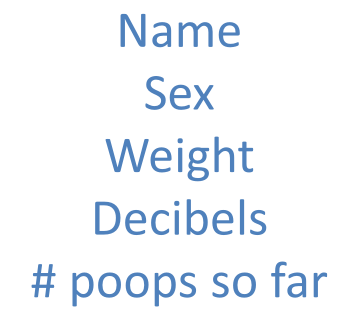 Name
Sex
Weight
Decibels
# poops so far